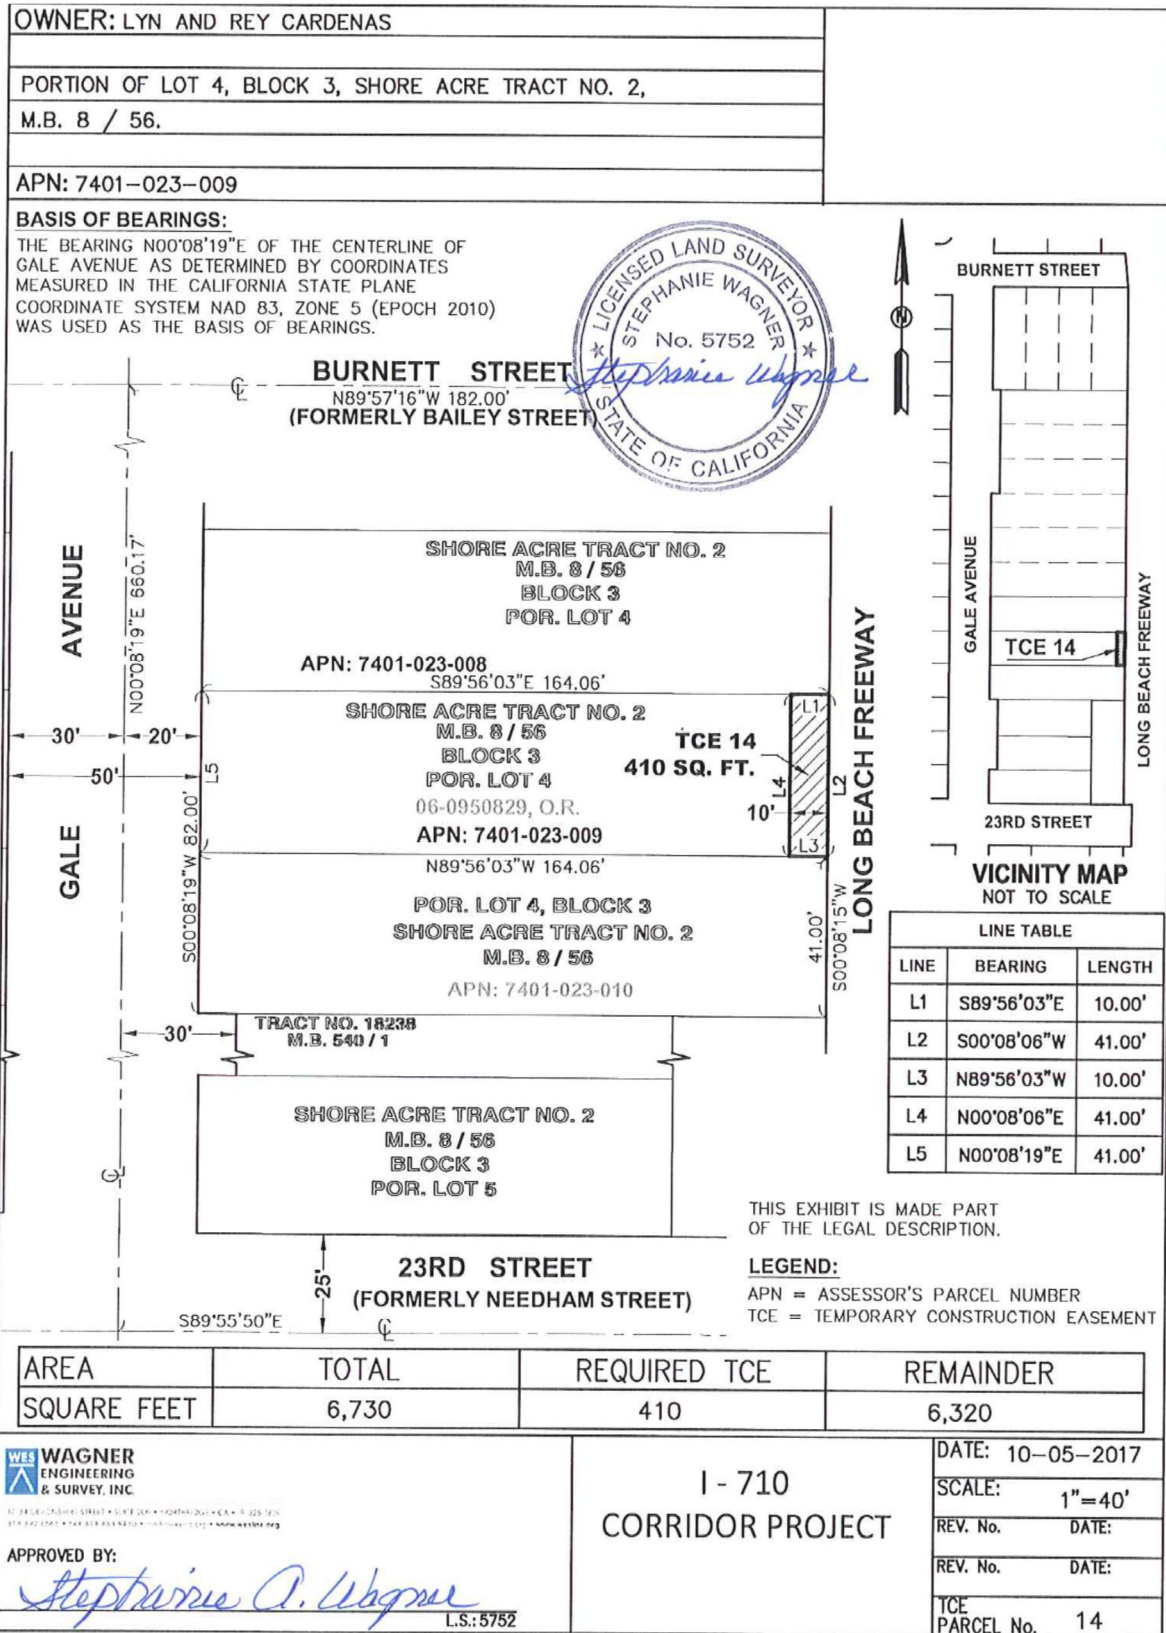 OWNER: LYN AND REY CARDENAS
PORTION OF LOT 4, BLOCK 3, SHORE ACRE TRACT NO. 2,
M.B. 8 / 56.
APN: 7401-023-009
BASIS OF BEARINGS:
THE BEARING N00°08'19"E OF THE CENTERLINE OF
GALE AVENUE AS DETERMINED BY COORDINATES
MEASURED IN THE CALIFORNIA STATE PLANE
COORDINATE SYSTEM NAD 83, ZONE 5 (EPOCH 2010)
WAS USED AS THE BASIS OF BEARINGS.
LICENSED LAND SURVEYOR
STEPHANIE WAGNER
No. 5752
Stephanie Wagner
STATE OF CALIFORNIA
N
BURNETT STREET
N89°57'16"W 182.00'
(FORMERLY BAILEY STREET)
GALE AVENUE
N00°08'19"E 660.17'
SHORE ACRE TRACT NO. 2
M.B. 8 / 56
BLOCK 3
POR. LOT 4
APN: 7401-023-008
S89°56'03"E 164.06'
SHORE ACRE TRACT NO. 2
M.B. 8 / 56
BLOCK 3
POR. LOT 4
06-0950829, O.R.
APN: 7401-023-009
N89°56'03"W 164.06'
30'
20'
50'
L5
S00°08'19"W 82.00'
TCE 14
410 SQ. FT.
10'
L1
L4
L2
L3
LONG BEACH FREEWAY
41.00'
S00°08'15"W
POR. LOT 4, BLOCK 3
SHORE ACRE TRACT NO. 2
M.B. 8 / 56
APN: 7401-023-010
30'
TRACT NO. 18238
M.B. 540 / 1
SHORE ACRE TRACT NO. 2
M.B. 8 / 56
BLOCK 3
POR. LOT 5
25'
23RD STREET
(FORMERLY NEEDHAM STREET)
S89°55'50"E
BURNETT STREET
GALE AVENUE
TCE 14
LONG BEACH FREEWAY
23RD STREET
VICINITY MAP
NOT TO SCALE
LINE TABLE
LINE BEARING LENGTH
L1 S89°56'03"E 10.00'
L2 S00°08'06"W 41.00'
L3 N89°56'03"W 10.00'
L4 N00°08'06"E 41.00'
L5 N00°08'19"E 41.00'
THIS EXHIBIT IS MADE PART
OF THE LEGAL DESCRIPTION.
LEGEND:
APN = ASSESSOR'S PARCEL NUMBER
TCE = TEMPORARY CONSTRUCTION EASEMENT
AREA TOTAL REQUIRED TCE REMAINDER
SQUARE FEET 6,730 410 6,320
WES WAGNER
ENGINEERING
& SURVEY, INC.
APPROVED BY:
Stephanie A. Wagner
L.S.: 5752
I - 710
CORRIDOR PROJECT
DATE: 10-05-2017
SCALE: 1"=40'
REV. No. DATE:
REV. No. DATE:
TCE
PARCEL No. 14